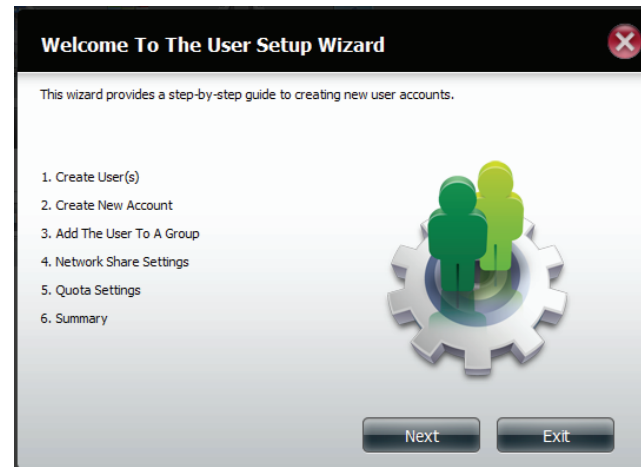 Welcome To The User Setup Wizard
This wizard provides a step-by-step guide to creating new user accounts.
1. Create User(s)
2. Create New Account
3. Add The User To A Group
4. Network Share Settings
5. Quota Settings
6. Summary
Next
Exit